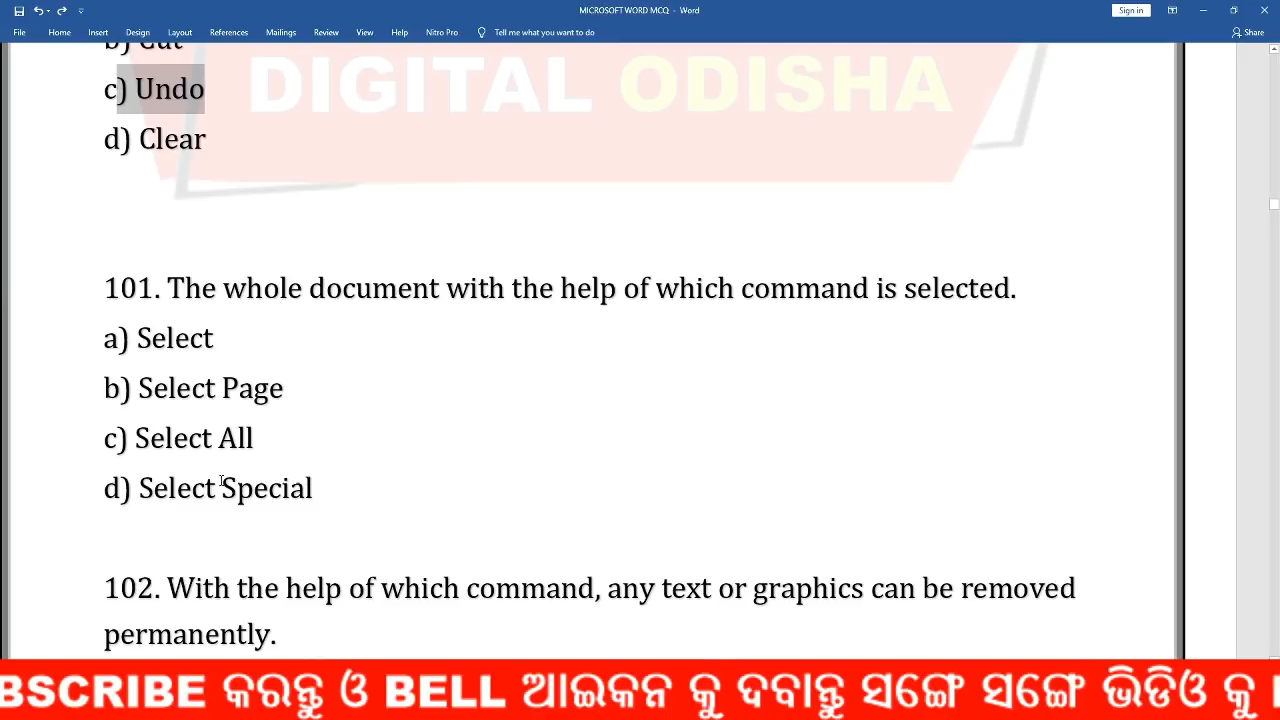 MICROSOFT WORD MCQ - Word
Sign in
File Home Insert Design Layout References Mailings Review View Help Nitro Pro Tell me what you want to do Share
b) Cut
c) Undo
DIGITAL ODISHA
d) Clear
101. The whole document with the help of which command is selected.
a) Select
b) Select Page
c) Select All
d) Select Special
102. With the help of which command, any text or graphics can be removed
permanently.
BSCRIBE କରନ୍ତୁ ଓ BELL ଆଇକନ କୁ ଦବାନ୍ତୁ ସଙ୍ଗେ ସଙ୍ଗେ ଭିଡିଓ କୁ